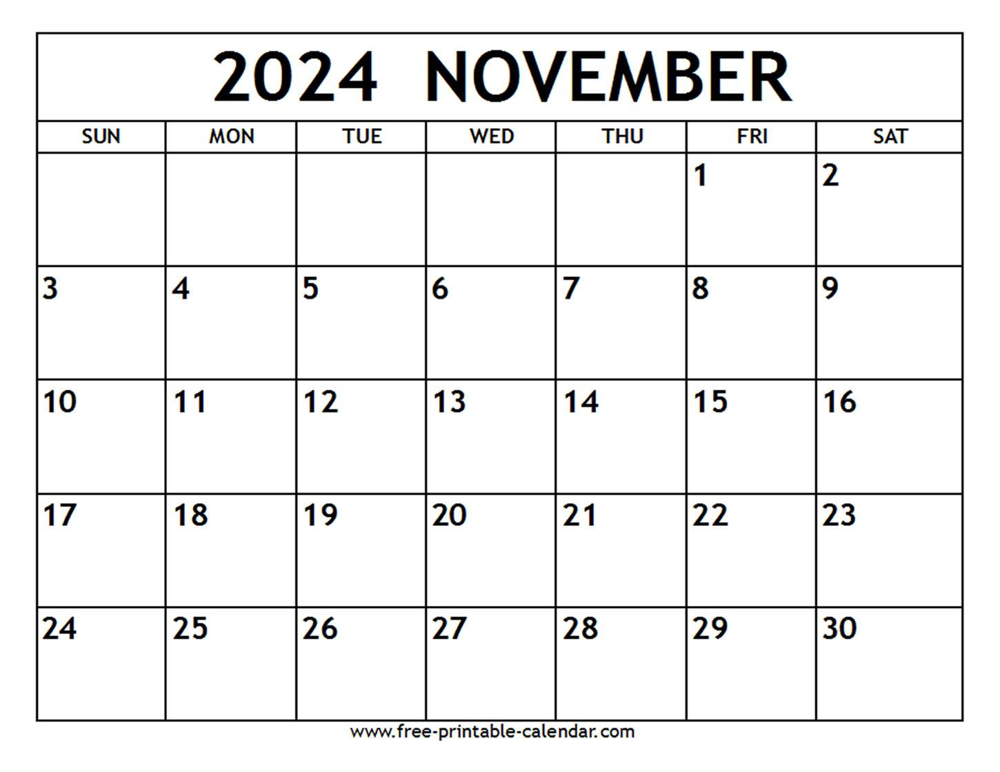 2024 NOVEMBER
SUN MON TUE WED THU FRI SAT
1 2
3 4 5 6 7 8 9
10 11 12 13 14 15 16
17 18 19 20 21 22 23
24 25 26 27 28 29 30
www.free-printable-calendar.com